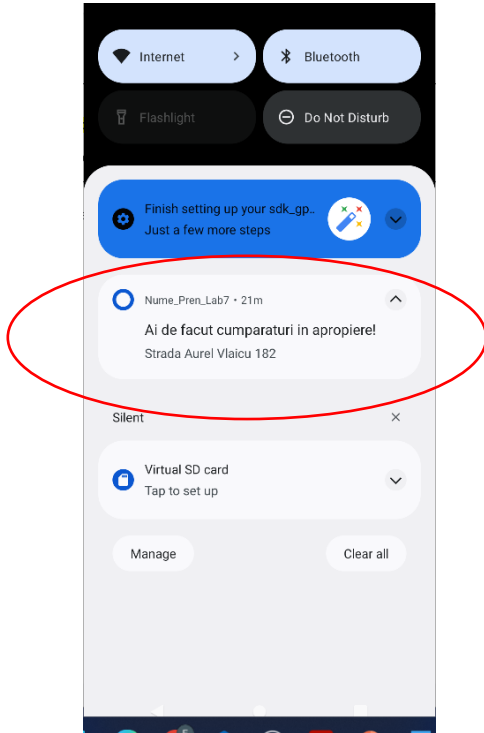 Internet
Bluetooth
Flashlight
Do Not Disturb
Finish setting up your sdk_gp..
Just a few more steps
Nume_Pren_Lab7 • 21m
Ai de facut cumparaturi in apropiere!
Strada Aurel Vlaicu 182
Silent
Virtual SD card
Tap to set up
Manage
Clear all